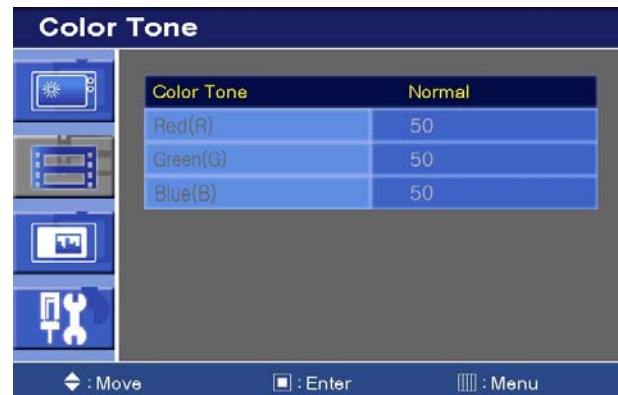 Color Tone
Color Tone Normal
Red(R) 50
Green(G) 50
Blue(B) 50
: Move : Enter : Menu